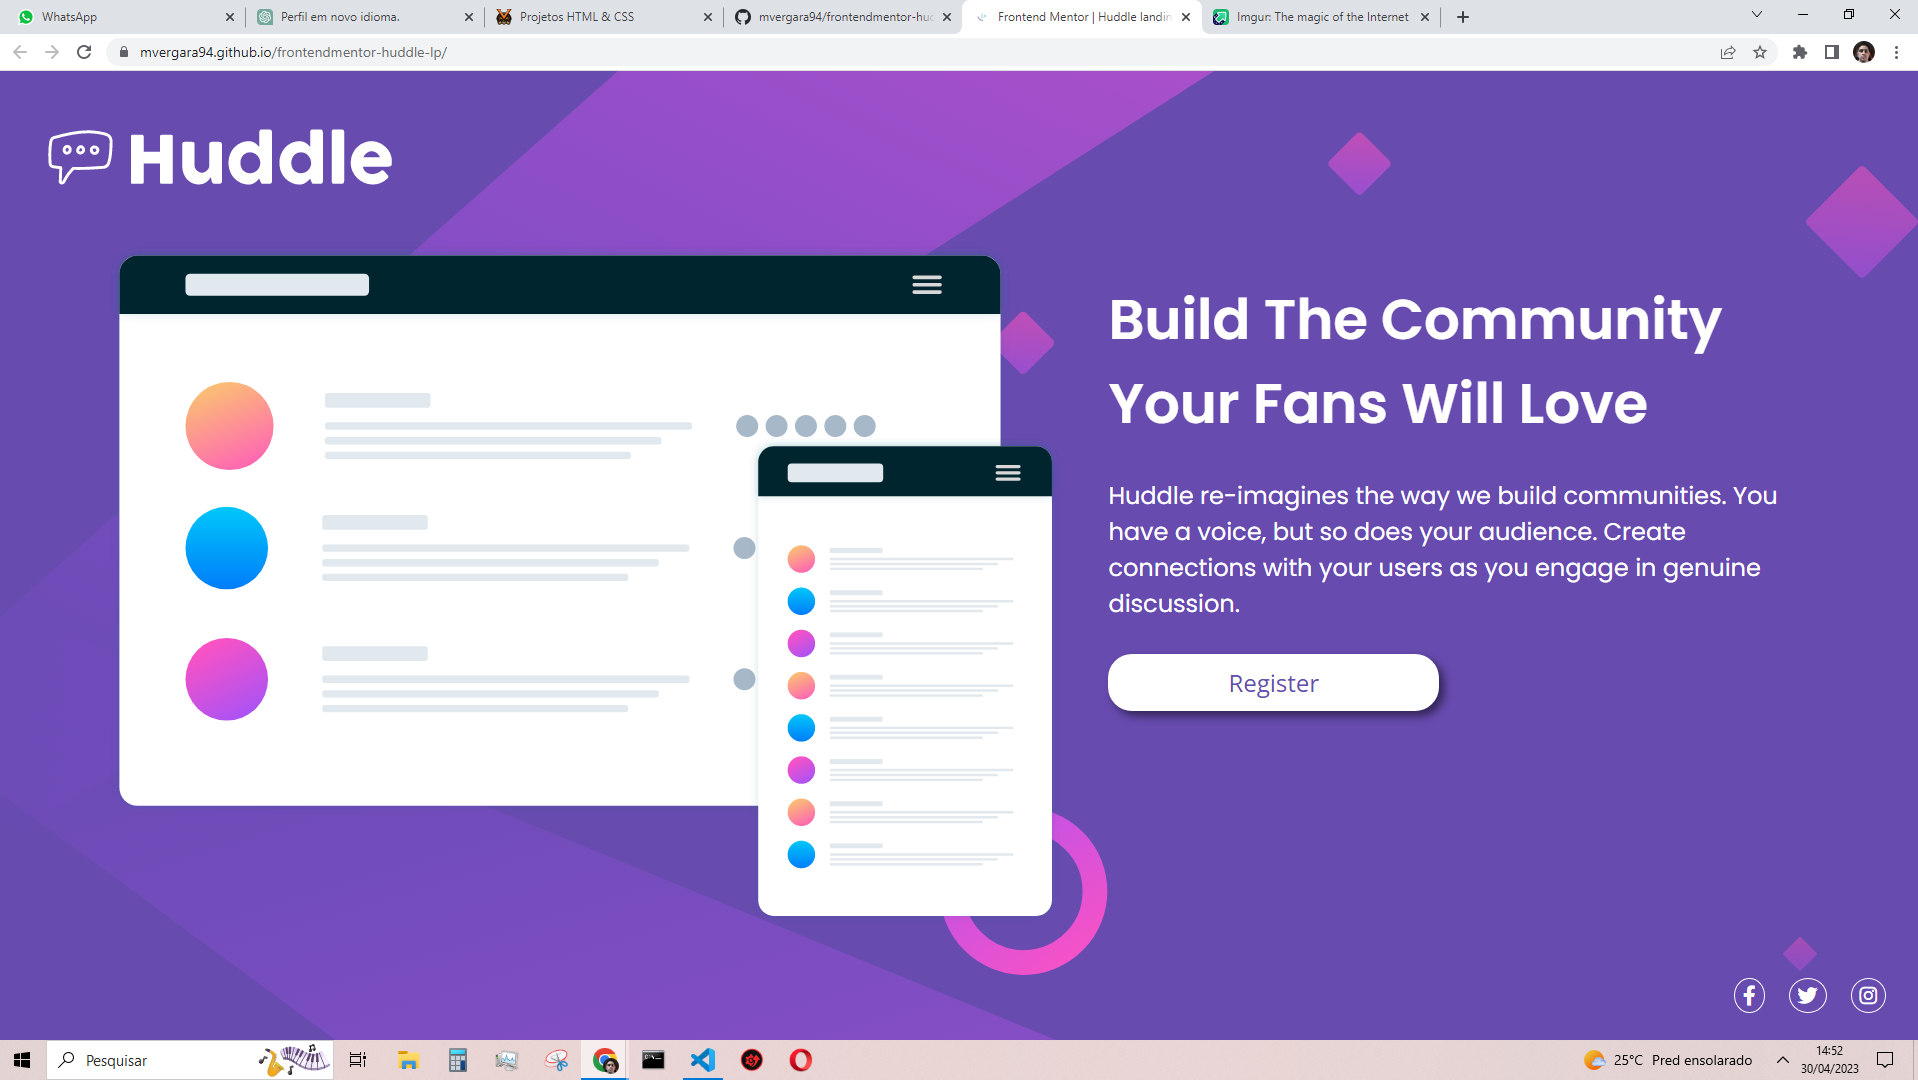 WhatsApp
Perfil em novo idioma.
Projetos HTML & CSS
mvergara94/frontendmentor-hud
Frontend Mentor | Huddle landin
Imgur: The magic of the Internet
mvergara94.github.io/frontendmentor-huddle-lp/
Huddle
Build The Community
Your Fans Will Love
Huddle re-imagines the way we build communities. You
have a voice, but so does your audience. Create
connections with your users as you engage in genuine
discussion.
Register
Pesquisar
25°C Pred ensolarado
14:52
30/04/2023